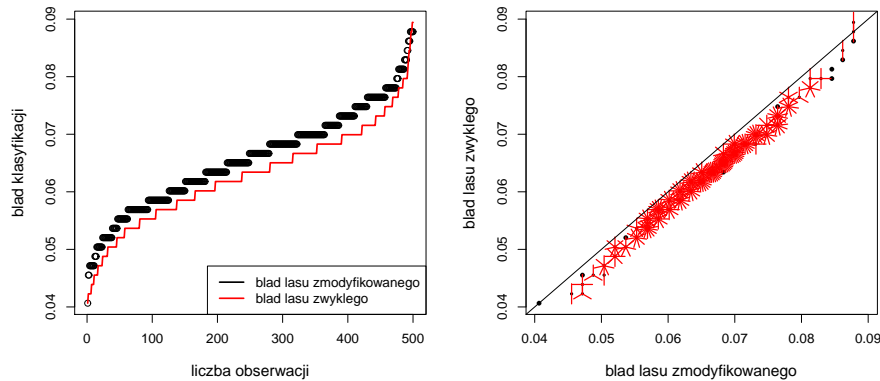 0.09
0.08
0.07
0.06
0.05
0.04
blad klasyfikacji
0 100 200 300 400 500
liczba obserwacji
blad lasu zmodyfikowanego
blad lasu zwyklego
0.09
0.08
0.07
0.06
0.05
0.04
blad lasu zwyklego
0.04 0.05 0.06 0.07 0.08 0.09
blad lasu zmodyfikowanego